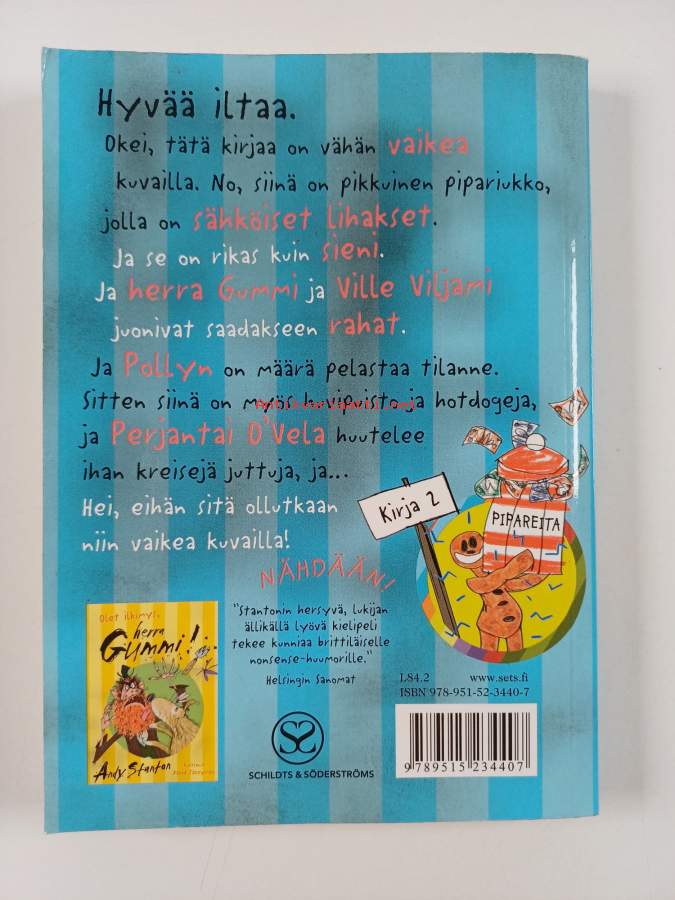 Hyvää iltaa.
Okei, tätä kirjaa on vähän vaikea
kuvailla. No, siinä on pikkuinen pipariukko,
jolla on sähköiset lihakset.
Ja se on rikas kuin sieni.
Ja herra Gummi ja Ville Viljami
juonivat saadakseen rahat.
Ja Pollyn on määrä pelastaa tilanne.
Sitten siinä on myös huvipuisto ja hotdogeja,
ja Perjantai O'Vela huutelee
ihan kreisejä juttuja, ja...
Hei, eihän sitä ollutkaan
niin vaikea kuvailla!
NÄHDÄÄN!
Kirja 2
PIPAREITA
"Stantonin hersyvä, lukijan
ällikällä lyövä kielipeli
tekee kunniaa brittiläiselle
nonsense-huumorille."
Helsingin Sanomat
Olet ilkimys,
herra
Gummi!
Andy Stanton
SCHILDTS & SÖDERSTRÖMS
L84.2
www.sets.fi
ISBN 978-951-52-3440-7
9 789515 234407